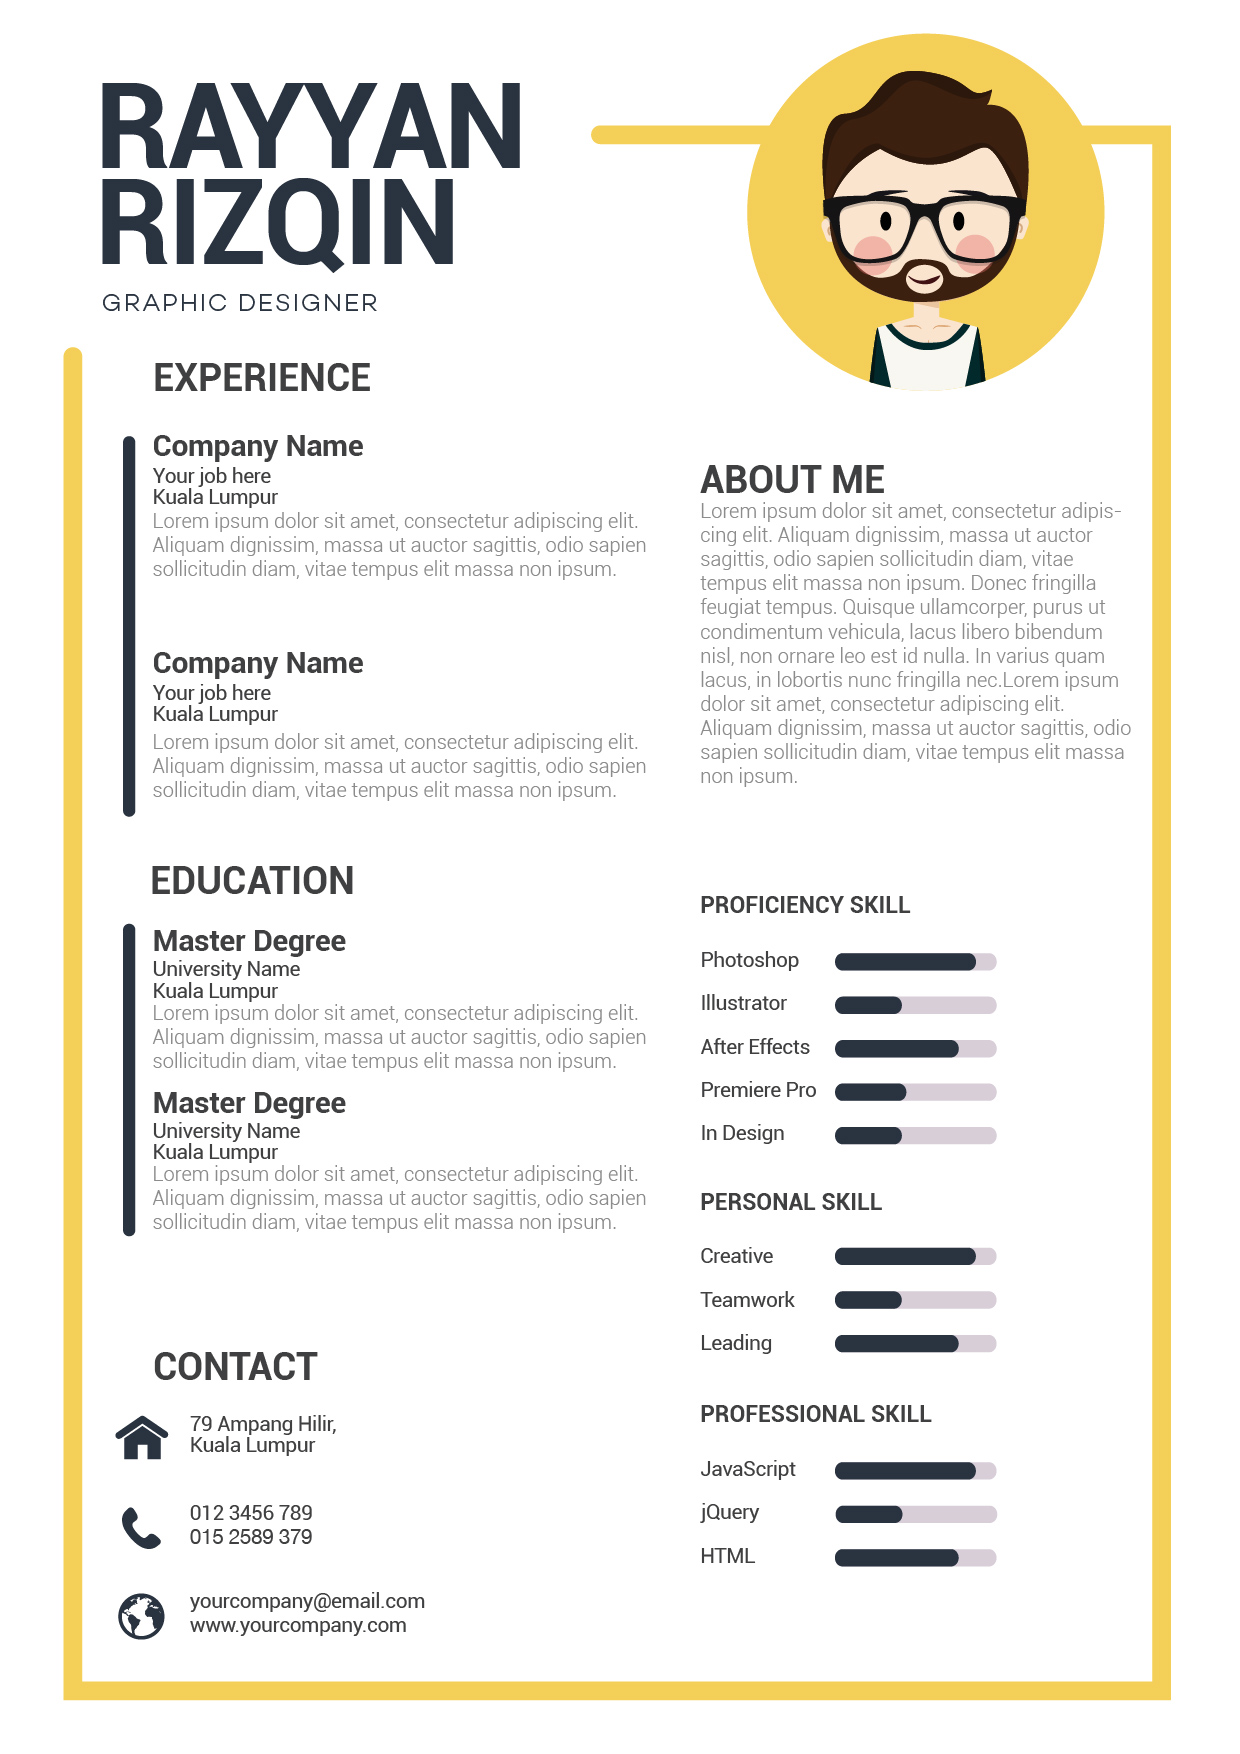 RAYYAN
RIZQIN
GRAPHIC DESIGNER
EXPERIENCE
Company Name
Your job here
Kuala Lumpur
Lorem ipsum dolor sit amet, consectetur adipiscing elit.
Aliquam dignissim, massa ut auctor sagittis, odio sapien
sollicitudin diam, vitae tempus elit massa non ipsum.
Company Name
Your job here
Kuala Lumpur
Lorem ipsum dolor sit amet, consectetur adipiscing elit.
Aliquam dignissim, massa ut auctor sagittis, odio sapien
sollicitudin diam, vitae tempus elit massa non ipsum.
EDUCATION
Master Degree
University Name
Kuala Lumpur
Lorem ipsum dolor sit amet, consectetur adipiscing elit.
Aliquam dignissim, massa ut auctor sagittis, odio sapien
sollicitudin diam, vitae tempus elit massa non ipsum.
Master Degree
University Name
Kuala Lumpur
Lorem ipsum dolor sit amet, consectetur adipiscing elit.
Aliquam dignissim, massa ut auctor sagittis, odio sapien
sollicitudin diam, vitae tempus elit massa non ipsum.
CONTACT
79 Ampang Hilir,
Kuala Lumpur
012 3456 789
015 2589 379
yourcompany@email.com
www.yourcompany.com
ABOUT ME
Lorem ipsum dolor sit amet, consectetur adipis-
cing elit. Aliquam dignissim, massa ut auctor
sagittis, odio sapien sollicitudin diam, vitae
tempus elit massa non ipsum. Donec fringilla
feugiat tempus. Quisque ullamcorper, purus ut
condimentum vehicula, lacus libero bibendum
nisl, non ornare leo est id nulla. In varius quam
lacus, in lobortis nunc fringilla nec.Lorem ipsum
dolor sit amet, consectetur adipiscing elit.
Aliquam dignissim, massa ut auctor sagittis, odio
sapien sollicitudin diam, vitae tempus elit massa
non ipsum.
PROFICIENCY SKILL
Photoshop
Illustrator
After Effects
Premiere Pro
In Design
PERSONAL SKILL
Creative
Teamwork
Leading
PROFESSIONAL SKILL
JavaScript
jQuery
HTML